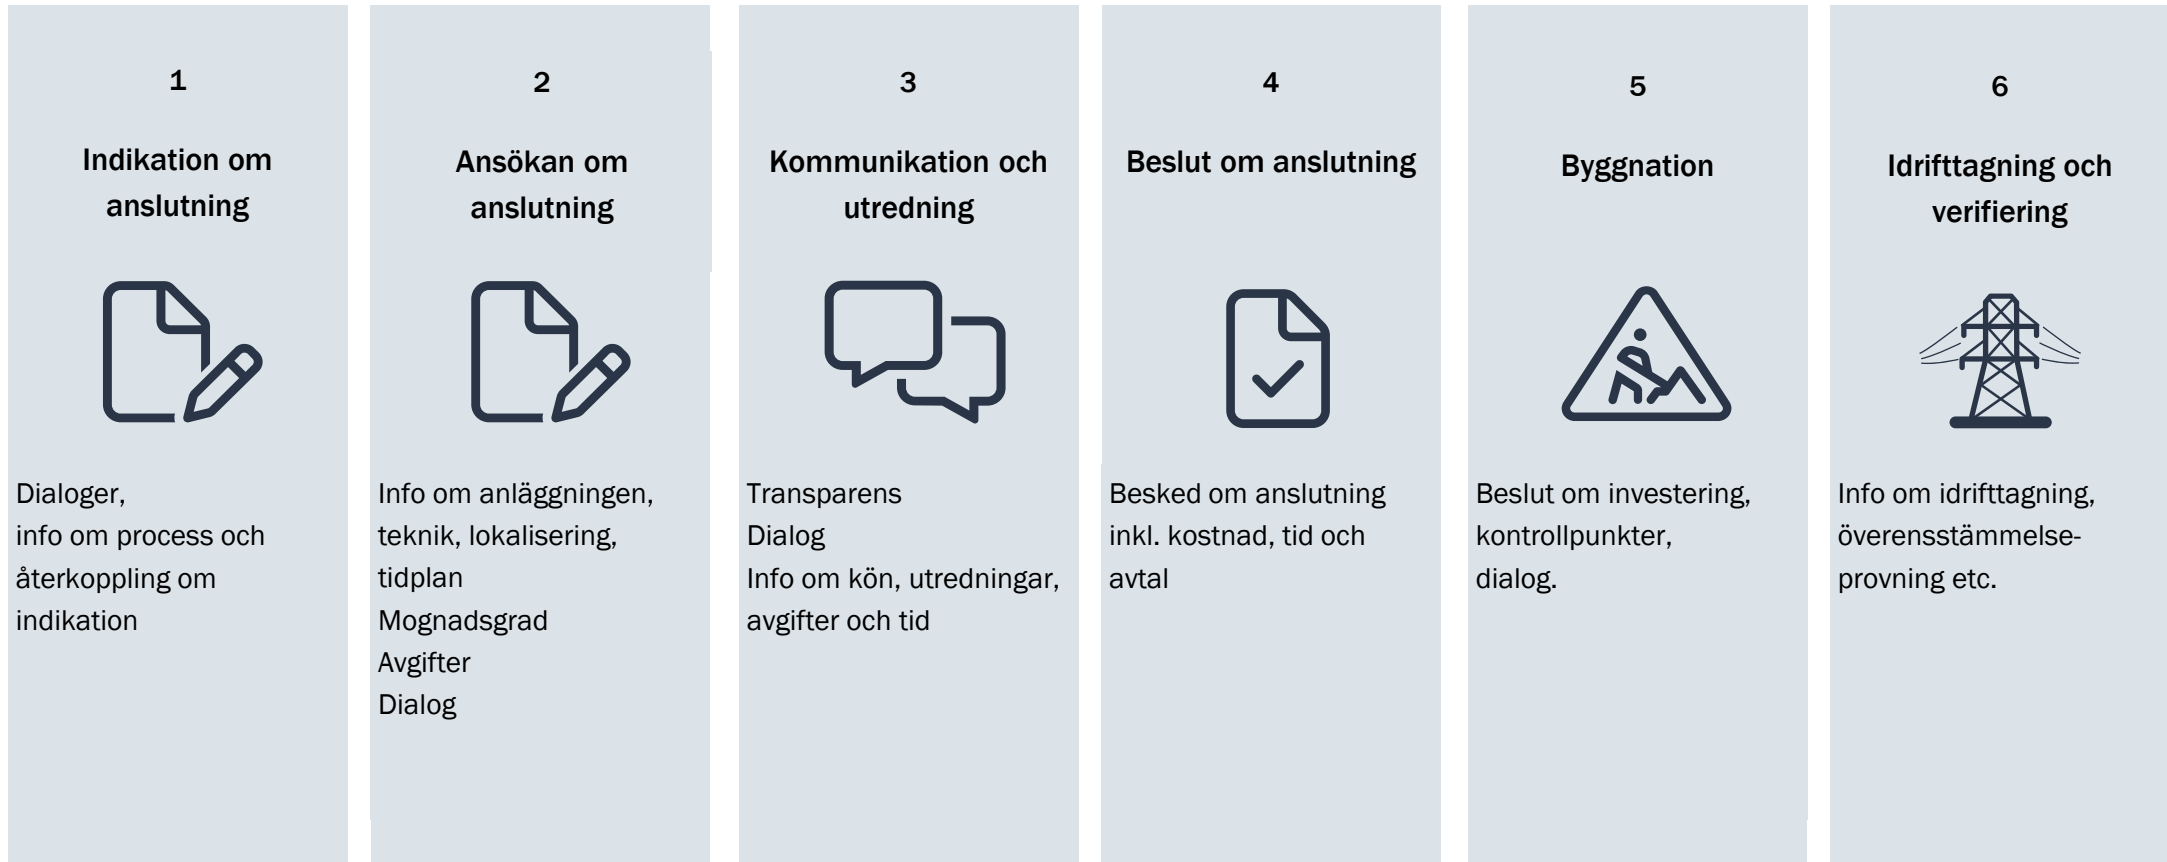 1
Indikation om
anslutning
Dialoger,
info om process och
återkoppling om
indikation
2
Ansökan om
anslutning
Info om anläggningen,
teknik, lokalisering,
tidplan
Mognadsgrad
Avgifter
Dialog
3
Kommunikation och
utredning
Transparens
Dialog
Info om kön, utredningar,
avgifter och tid
4
Beslut om anslutning
Besked om anslutning
inkl. kostnad, tid och
avtal
5
Byggnation
Beslut om investering,
kontrollpunkter,
dialog.
6
Idrifttagning och
verifiering
Info om idrifttagning,
överensstämmelse-
provning etc.